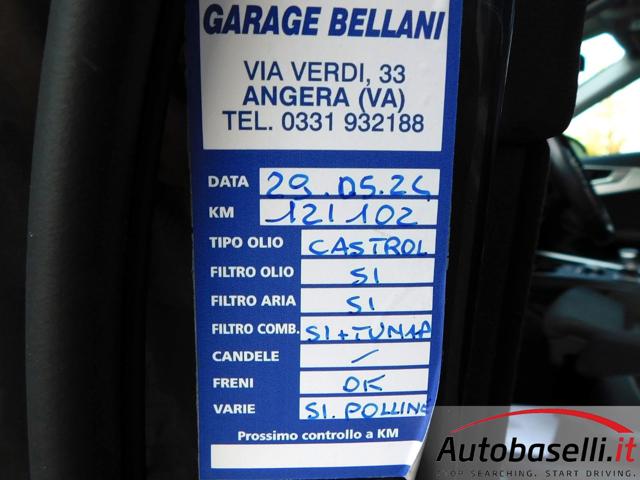 GARAGE BELLANI
VIA VERDI, 33
ANGERA (VA)
TEL. 0331 932188
DATA 29.05.24
KM 121102
TIPO OLIO CASTROL
FILTRO OLIO SI
FILTRO ARIA SI
FILTRO COMB. SI+TUNAP
CANDELE /
FRENI OK
VARIE SI. POLLINE
Prossimo controllo a KM
Autobaselli.it
STOP SEARCHING. START DRIVING.